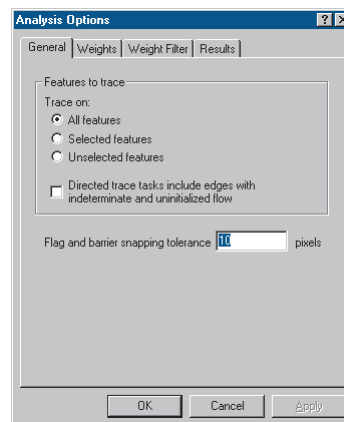 Analysis Options
General Weights Weight Filter Results
Features to trace
Trace on:
All features
Selected features
Unselected features
Directed trace tasks include edges with
indeterminate and uninitialized flow
Flag and barrier snapping tolerance 10 pixels
OK Cancel Apply